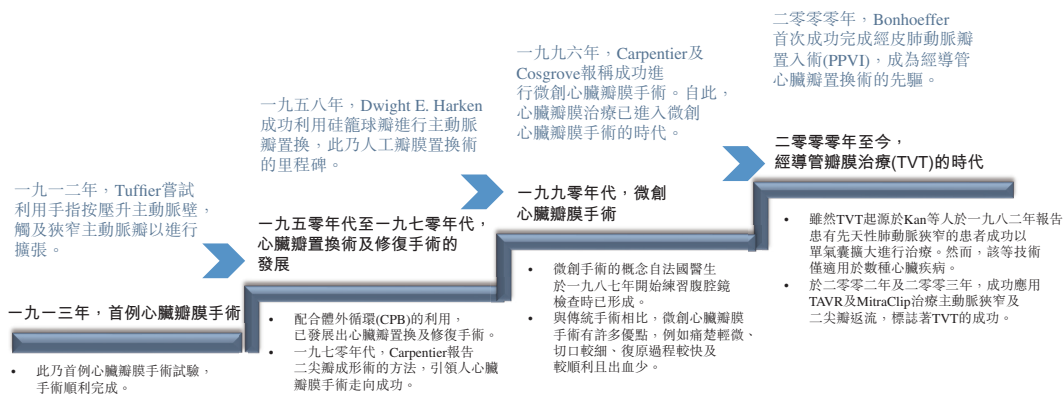 一九一二年，Tuffier嘗試
利用手指按壓升主動脈壁，
觸及狹窄主動脈瓣以進行
擴張。
一九一三年，首例心臟瓣膜手術
• 此乃首例心臟瓣膜手術試驗，
手術順利完成。
一九五八年，Dwight E. Harken
成功利用硅籠球瓣進行主動脈
瓣置換，此乃人工瓣膜置換術
的里程碑。
一九五零年代至一九七零年代，
心臟瓣置換術及修復手術的
發展
• 配合體外循環(CPB)的利用，
已發展出心臟瓣置換及修復手術。
• 一九七零年代，Carpentier報告
二尖瓣成形術的方法，引領人心臟
瓣膜手術走向成功。
一九九六年，Carpentier及
Cosgrove報稱成功進
行微創心臟瓣膜手術。自此，
心臟瓣膜治療已進入微創
心臟瓣膜手術的時代。
一九九零年代，微創
心臟瓣膜手術
• 微創手術的概念自法國醫生
於一九八七年開始練習腹腔鏡
檢查時已形成。
• 與傳統手術相比，微創心臟瓣膜
手術有許多優點，例如痛楚輕微、
切口較細、復原過程較快及
較順利且出血少。
二零零零年，Bonhoeffer
首次成功完成經皮肺動脈瓣
置入術(PPVI)，成為經導管
心臟瓣置換術的先驅。
二零零零年至今，
經導管瓣膜治療(TVT)的時代
• 雖然TVT起源於Kan等人於一九八二年報告
患有先天性肺動脈狹窄的患者成功以
單氣囊擴大進行治療。然而，該等技術
僅適用於數種心臟疾病。
• 於二零零二年及二零零三年，成功應用
TAVR及MitraClip治療主動脈狹窄及
二尖瓣返流，標誌著TVT的成功。